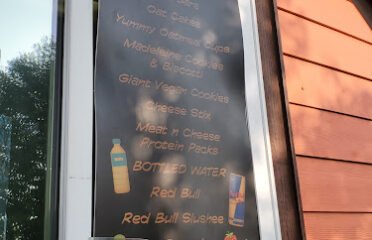 Bars
Oat Cakes
Yummy Oatmeal Cups
Madeleine Cookies
& Biscotti
Giant Vegan Cookies
Cheese Stix
Meat n Cheese
Protein Packs
BOTTLED WATER
Red Bull
Red Bull Slushee